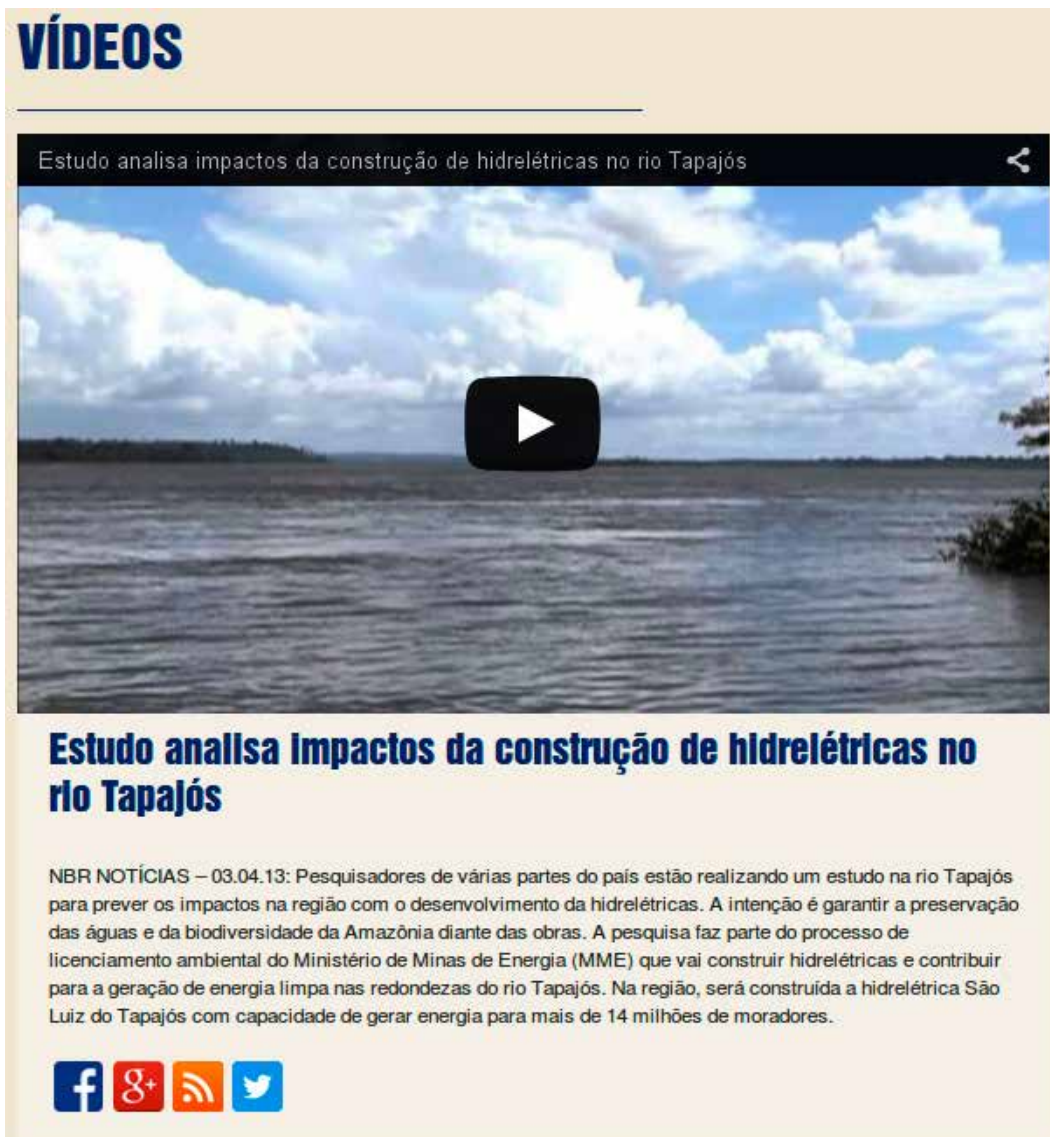 VÍDEOS
Estudo analisa impactos da construção de hidrelétricas no rio Tapajós
Estudo analisa impactos da construção de hidrelétricas no
rio Tapajós
NBR NOTÍCIAS – 03.04.13: Pesquisadores de várias partes do país estão realizando um estudo na rio Tapajós
para prever os impactos na região com o desenvolvimento da hidrelétricas. A intenção é garantir a preservação
das águas e da biodiversidade da Amazônia diante das obras. A pesquisa faz parte do processo de
licenciamento ambiental do Ministério de Minas de Energia (MME) que vai construir hidrelétricas e contribuir
para a geração de energia limpa nas redondezas do rio Tapajós. Na região, será construída a hidrelétrica São
Luiz do Tapajós com capacidade de gerar energia para mais de 14 milhões de moradores.
f 8+